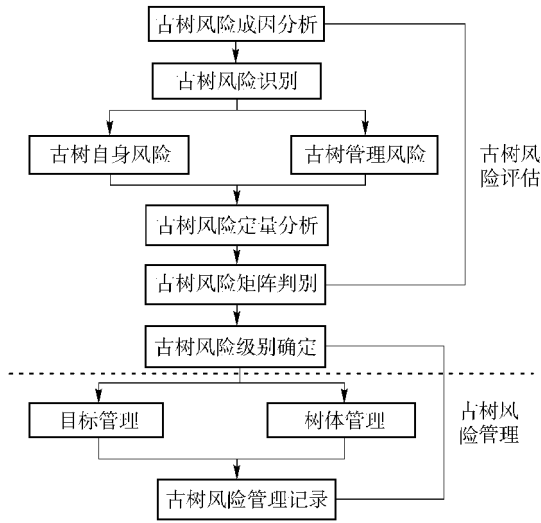 古树风险成因分析
古树风险识别
古树自身风险
古树管理风险
古树风
险评估
古树风险定量分析
古树风险矩阵判别
古树风险级别确定
目标管理
树体管理
古树风
险管理
古树风险管理记录